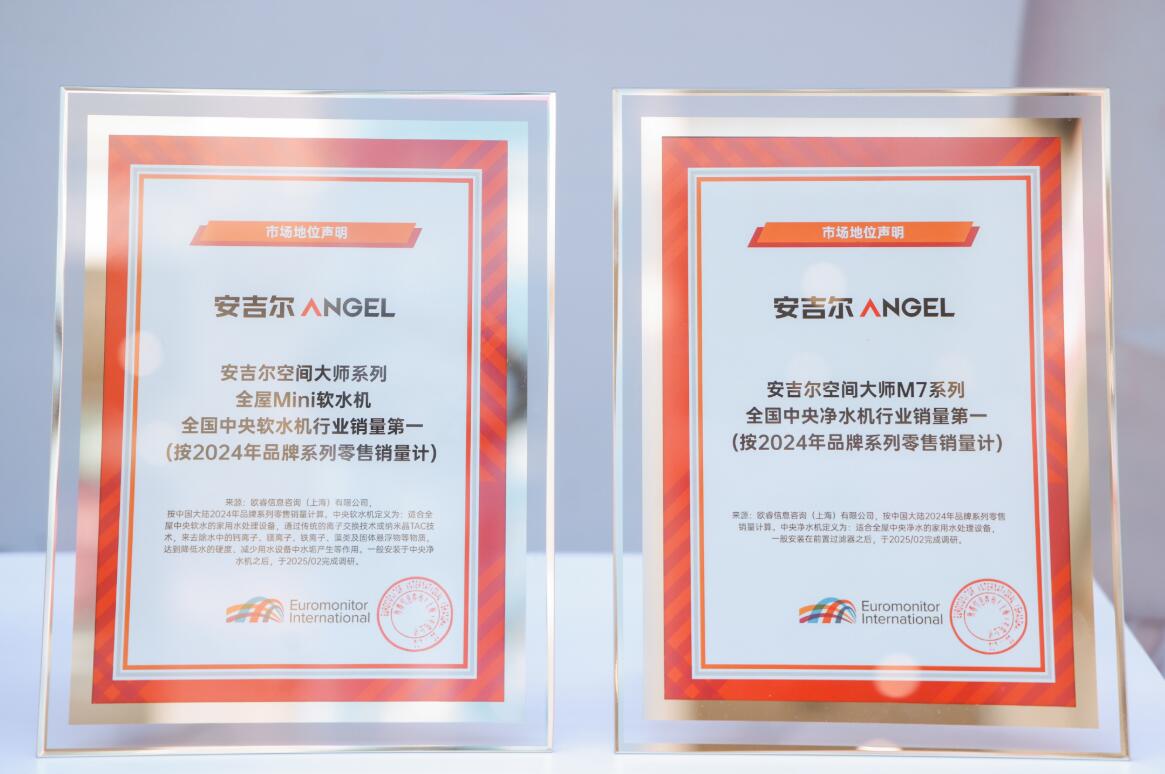 市场地位声明
安吉尔 ANGEL
安吉尔空间大师系列
全屋Mini软水机
全国中央软水机行业销量第一
(按2024年品牌系列零售销量计)
来源：欧睿信息咨询（上海）有限公司，
按中国大陆2024年品牌系列零售销量计算。中央软水机定义为：适合全
屋中央软水的家用水处理设备，通过传统的离子交换技术或纳米晶TAC技
术，来去除水中的钙离子、镁离子、铁离子、藻类及固体悬浮物等物质，
达到降低水的硬度、减少用水设备中水垢产生等作用。一般安装于中央净
水机之后，于2025/02完成调研。
Euromonitor
International
市场地位声明
安吉尔 ANGEL
安吉尔空间大师M7系列
全国中央净水机行业销量第一
(按2024年品牌系列零售销量计)
来源：欧睿信息咨询（上海）有限公司，按中国大陆2024年品牌系列零售
销量计算。中央净水机定义为：适合全屋中央净水的家用水处理设备，
一般安装在前置过滤器之后，于2025/02完成调研。
Euromonitor
International